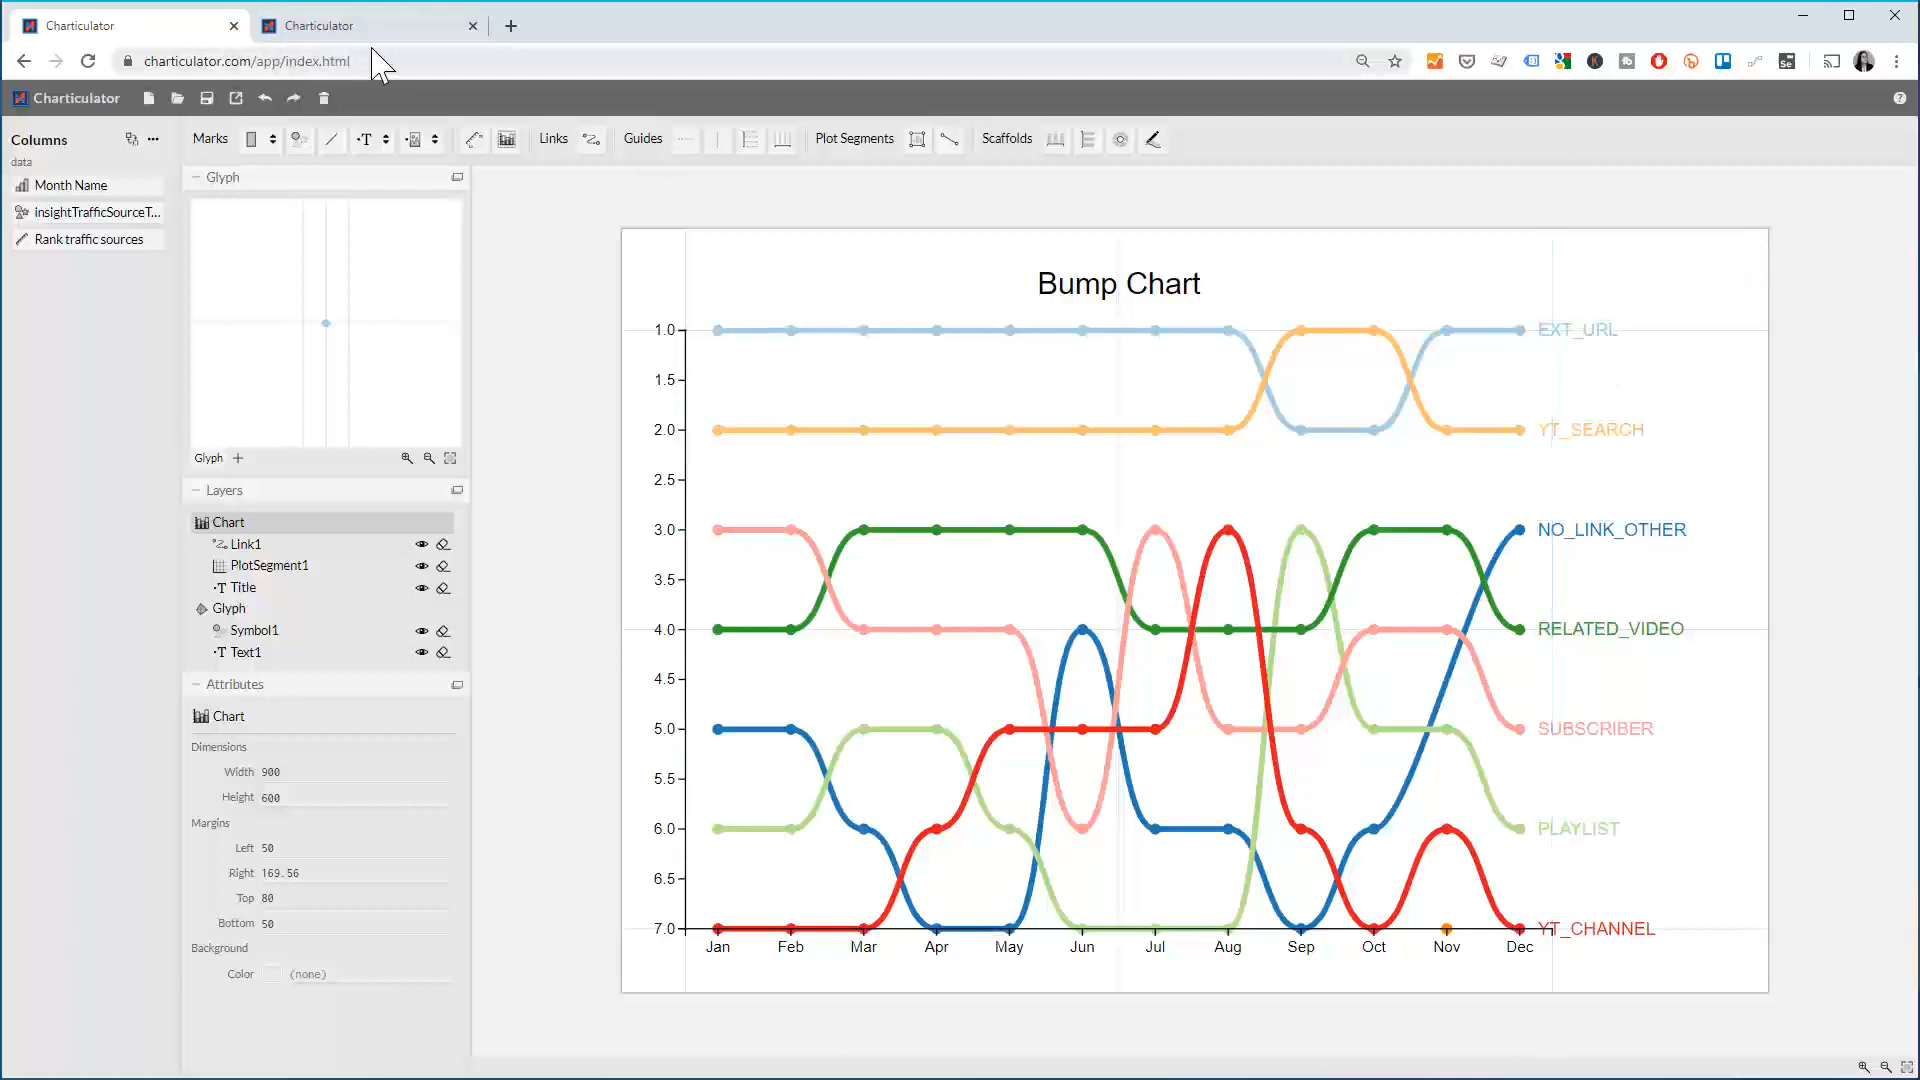 Charticulator
Charticulator
charticulator.com/app/index.html
Charticulator
Columns
data
Month Name
insightTrafficSourceT...
Rank traffic sources
Marks
Links
Guides
Plot Segments
Scaffolds
Glyph
Glyph
Layers
Chart
Link1
PlotSegment1
Title
Glyph
Symbol1
Text1
Attributes
Chart
Dimensions
Width 900
Height 600
Margins
Left 50
Right 169.56
Top 80
Bottom 50
Background
Color (none)
Bump Chart
1.0
EXT_URL
1.5
2.0
YT_SEARCH
2.5
3.0
NO_LINK_OTHER
3.5
4.0
RELATED_VIDEO
4.5
5.0
SUBSCRIBER
5.5
6.0
PLAYLIST
6.5
7.0
YT_CHANNEL
Jan Feb Mar Apr May Jun Jul Aug Sep Oct Nov Dec